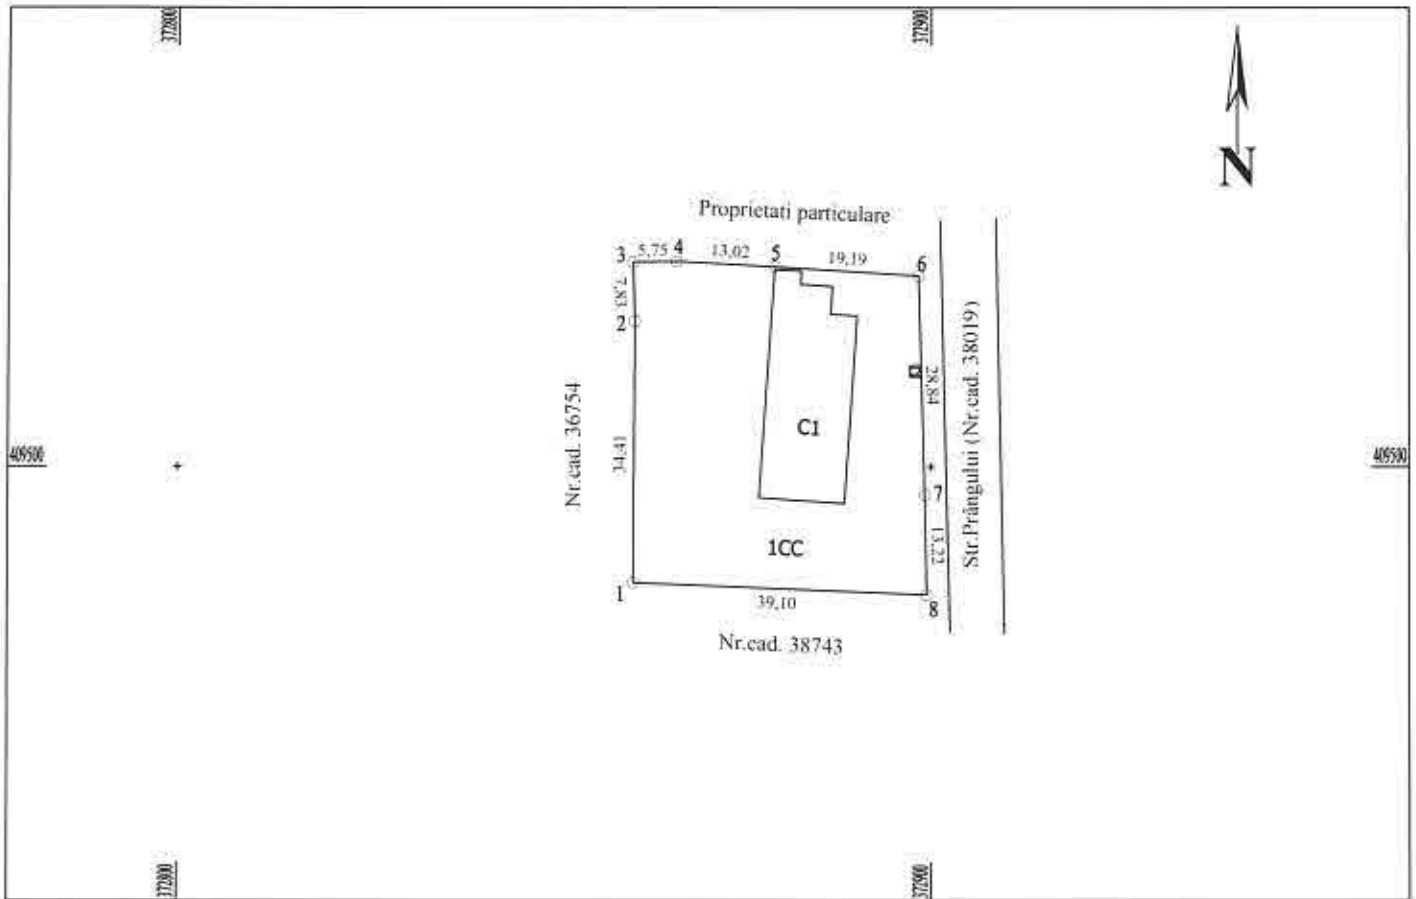 372800
372900
N
Proprietati particulare
3 5,75 4 13,02 5 19,19 6
7,83
2
Nr.cad. 36754
34,41
28,84
Str.Prângului (Nr.cad. 38019)
C1
409500
409500
7
13,22
1CC
1
39,10
8
Nr.cad. 38743
372800
372900